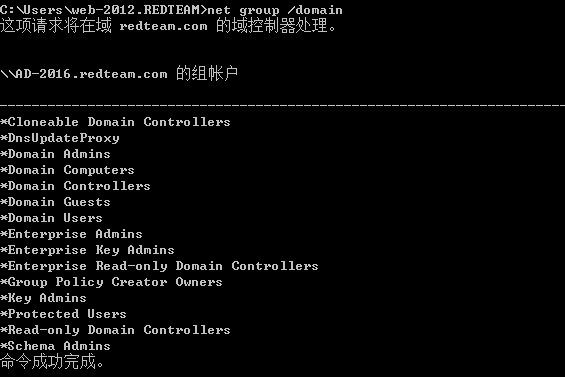 C:\Users\web-2012.REDTEAM>net group /domain
这项请求将在域 redteam.com 的域控制器处理。
\\AD-2016.redteam.com 的组帐户
-------------------------------------------------------------------------------
*Cloneable Domain Controllers
*DnsUpdateProxy
*Domain Admins
*Domain Computers
*Domain Controllers
*Domain Guests
*Domain Users
*Enterprise Admins
*Enterprise Key Admins
*Enterprise Read-only Domain Controllers
*Group Policy Creator Owners
*Key Admins
*Protected Users
*Read-only Domain Controllers
*Schema Admins
命令成功完成。